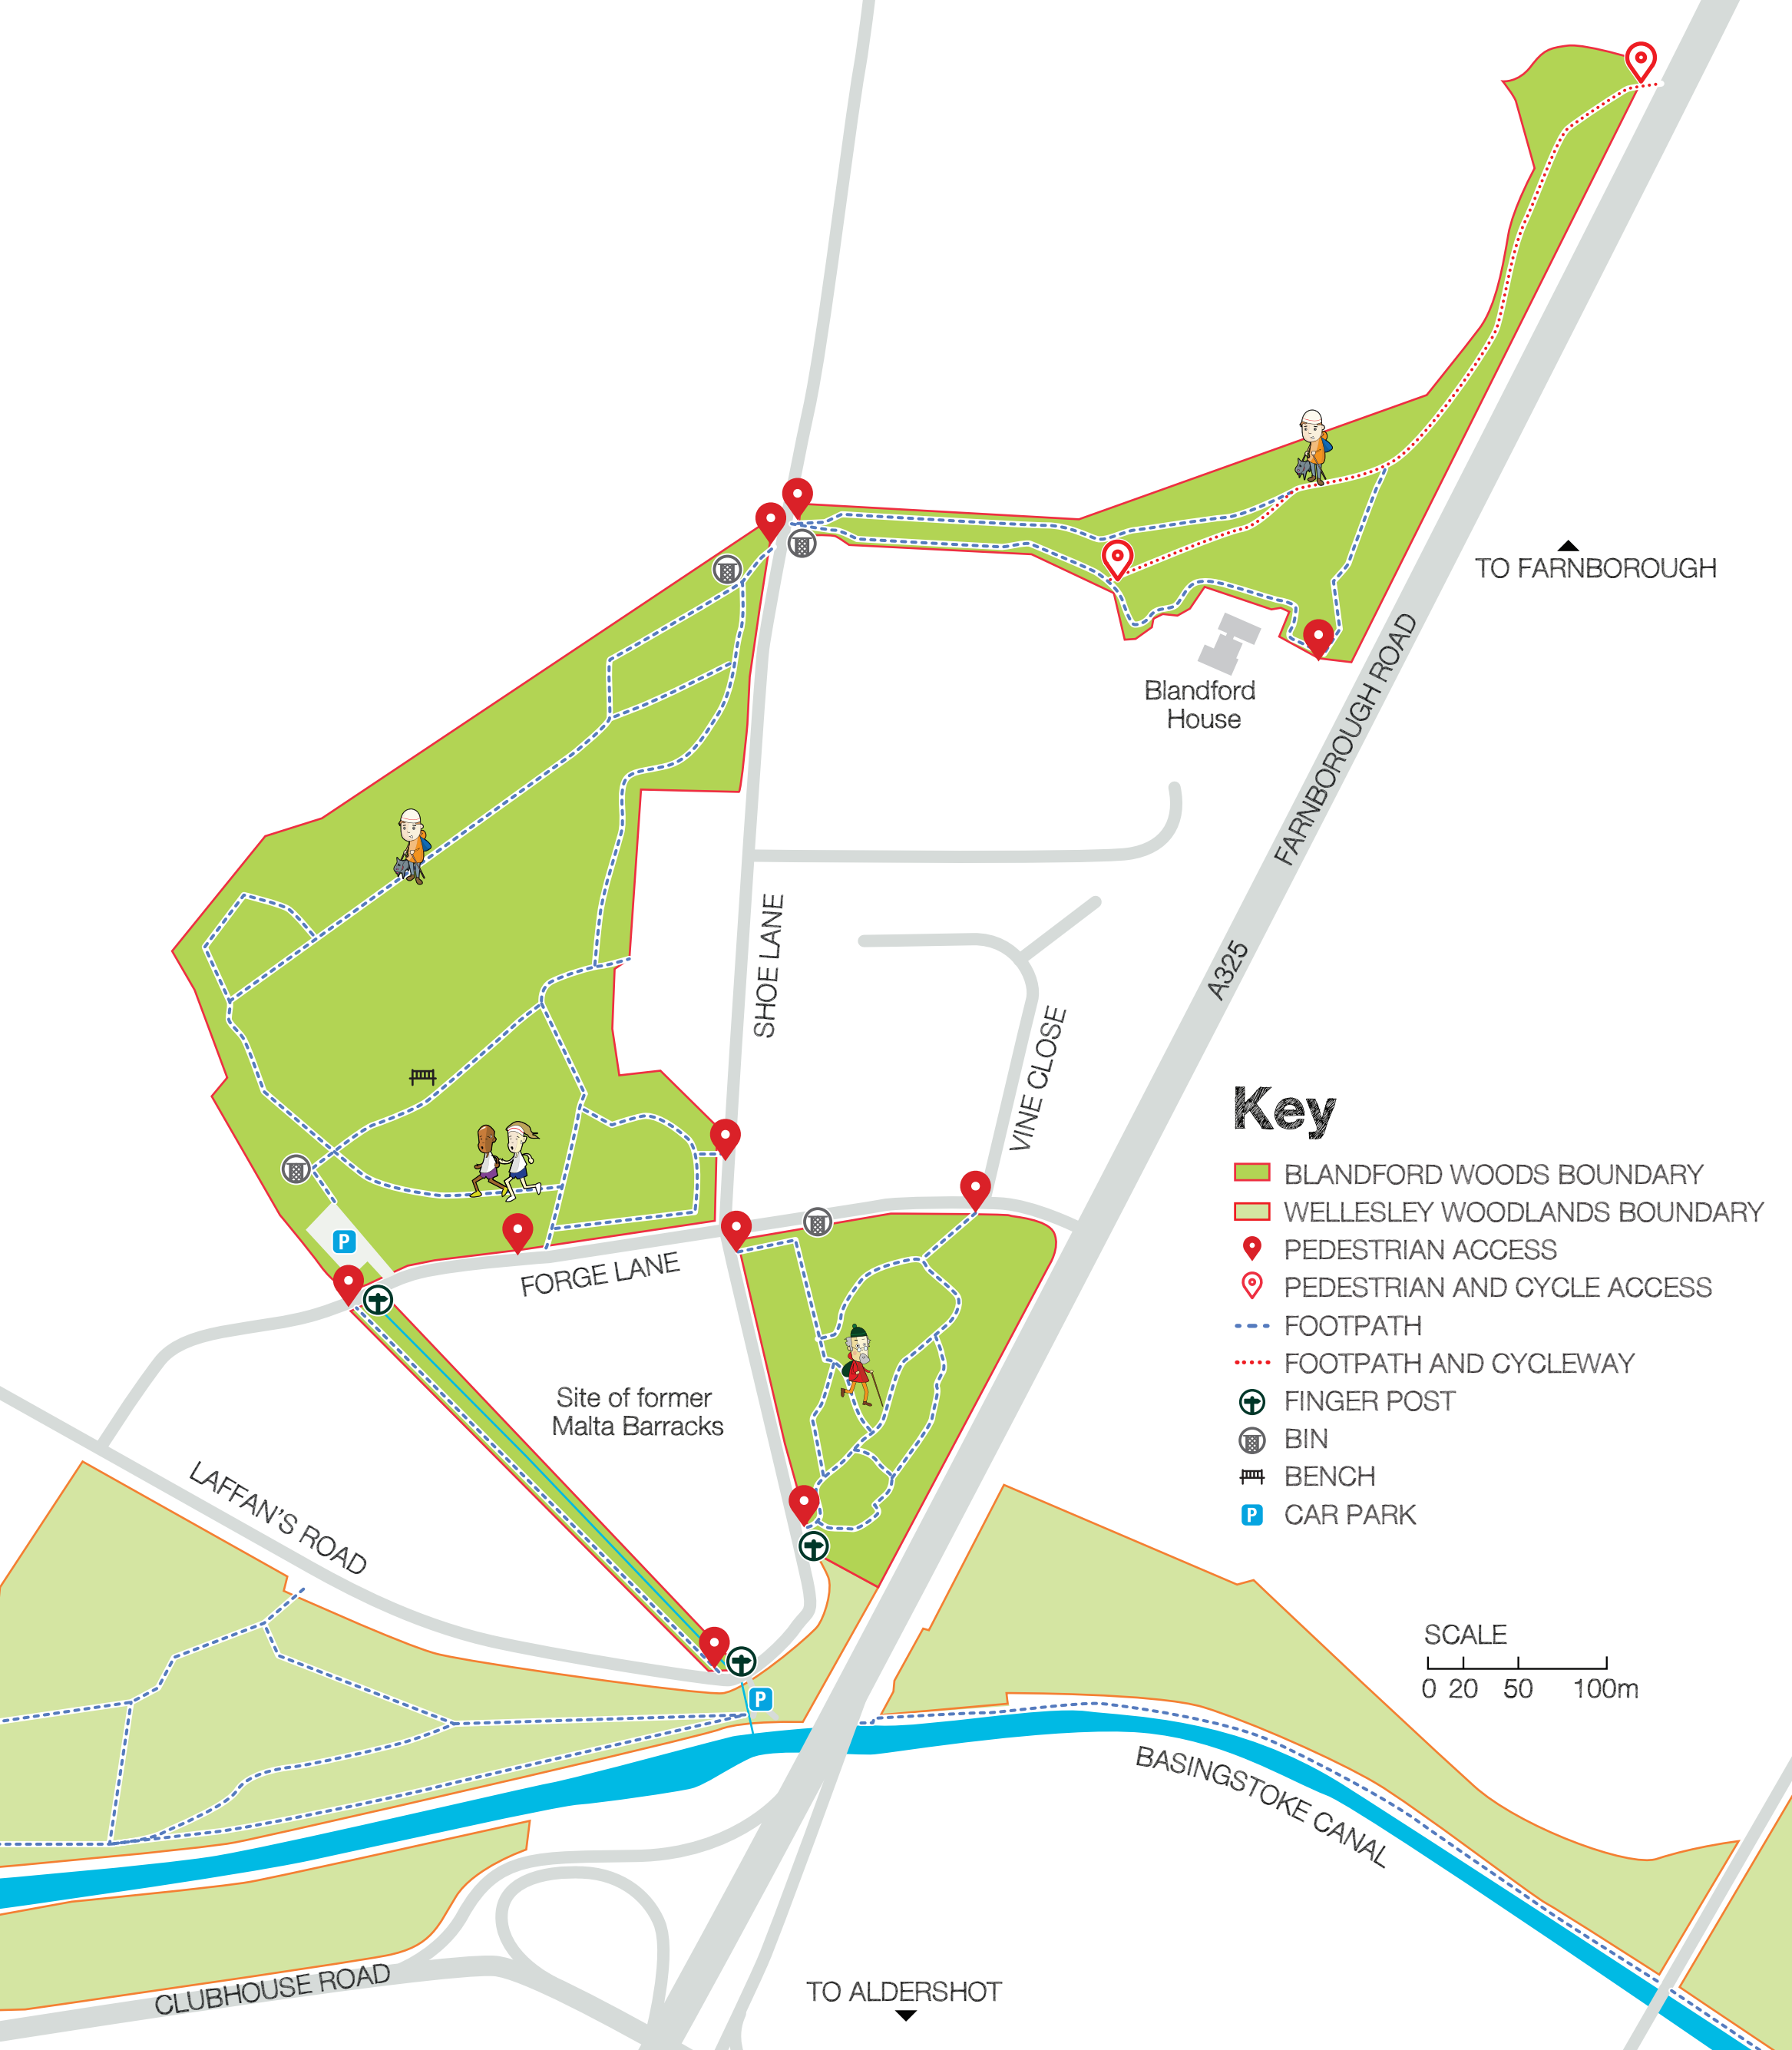 TO FARNBOROUGH
Blandford
House
FARNBOROUGH ROAD
A325
SHOE LANE
VINE CLOSE
Key
BLANDFORD WOODS BOUNDARY
WELLESLEY WOODLANDS BOUNDARY
PEDESTRIAN ACCESS
PEDESTRIAN AND CYCLE ACCESS
FOOTPATH
FOOTPATH AND CYCLEWAY
FINGER POST
BIN
BENCH
P
CAR PARK
P
FORGE LANE
Site of former
Malta Barracks
LAFFAN'S ROAD
SCALE
0 20 50 100m
P
BASINGSTOKE CANAL
CLUBHOUSE ROAD
TO ALDERSHOT